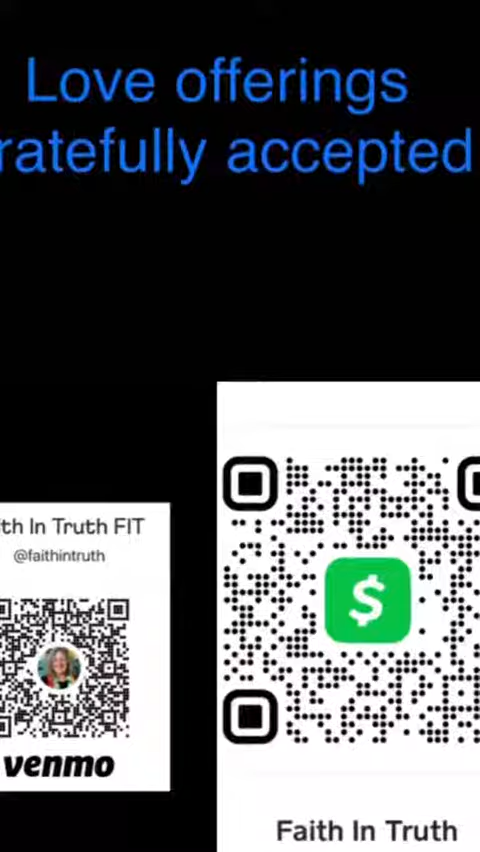 Love offerings
ratefully accepted
th In Truth FIT
@faithintruth
venmo
$
Faith In Truth